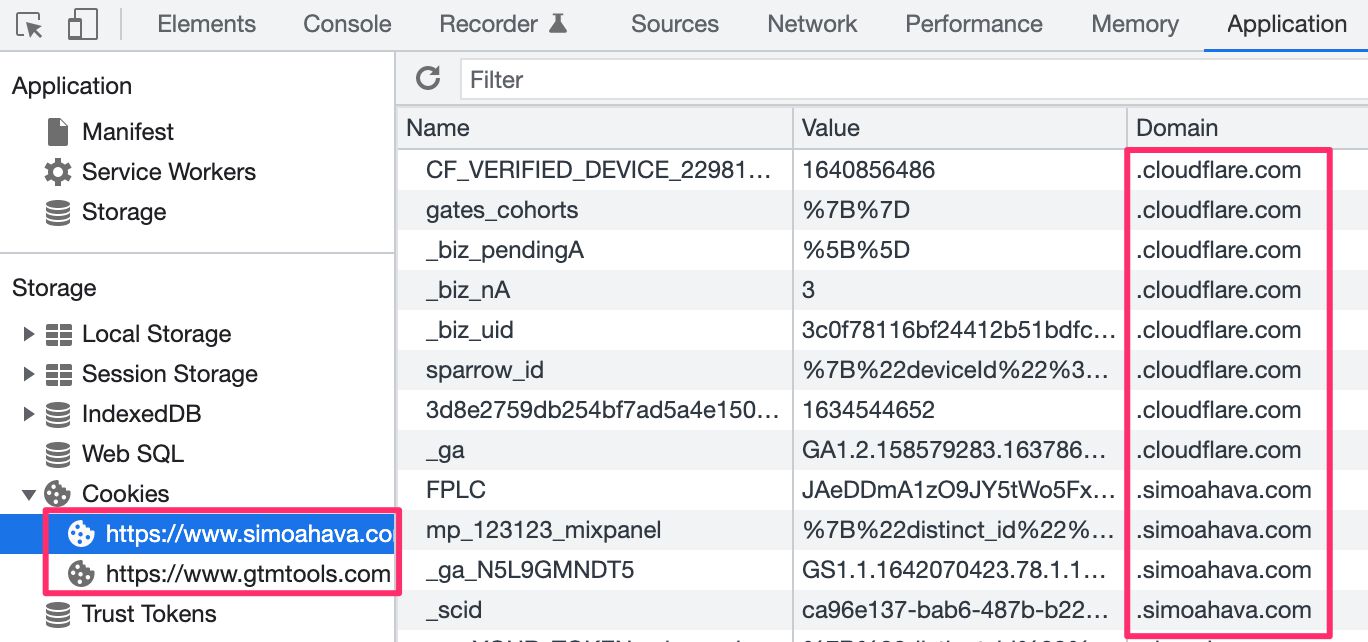 Elements Console Recorder Sources Network Performance Memory Application
Application
Manifest
Service Workers
Storage
Storage
Local Storage
Session Storage
IndexedDB
Web SQL
Cookies
https://www.simoahava.co
https://www.gtmtools.com
Trust Tokens
Filter
Name Value Domain
CF_VERIFIED_DEVICE_22981... 1640856486 .cloudflare.com
gates_cohorts %7B%7D .cloudflare.com
_biz_pendingA %5B%5D .cloudflare.com
_biz_nA 3 .cloudflare.com
_biz_uid 3c0f78116bf24412b51bdfc... .cloudflare.com
sparrow_id %7B%22deviceId%22%3... .cloudflare.com
3d8e2759db254bf7ad5a4e150... 1634544652 .cloudflare.com
_ga GA1.2.158579283.163786... .cloudflare.com
FPLC JAeDDmA1zO9JY5tWo5Fx... .simoahava.com
mp_123123_mixpanel %7B%22distinct_id%22%... .simoahava.com
_ga_N5L9GMNDT5 GS1.1.1642070423.78.1.1... .simoahava.com
_scid ca96e137-bab6-487b-b22... .simoahava.com